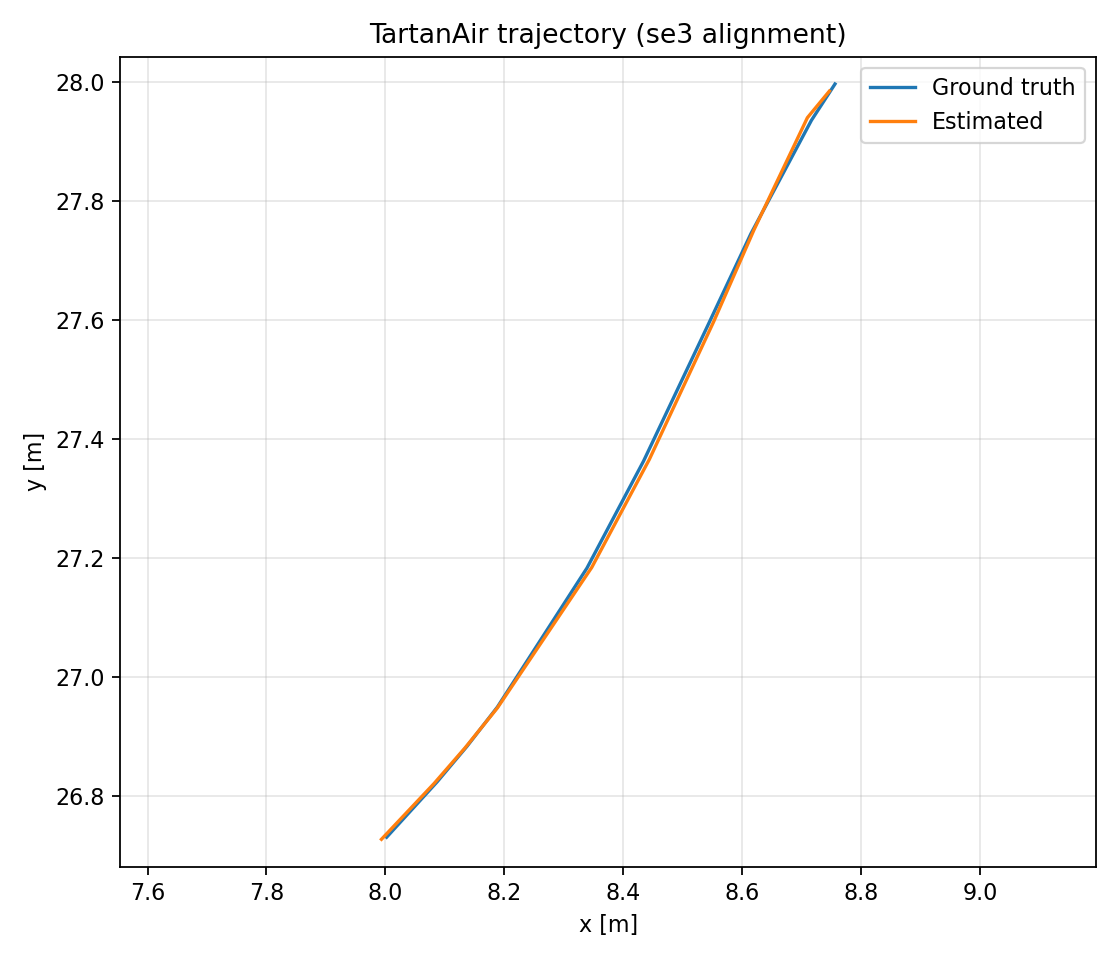 TartanAir trajectory (se3 alignment)
Ground truth
Estimated
y [m]
28.0
27.8
27.6
27.4
27.2
27.0
26.8
7.6 7.8 8.0 8.2 8.4 8.6 8.8 9.0
x [m]